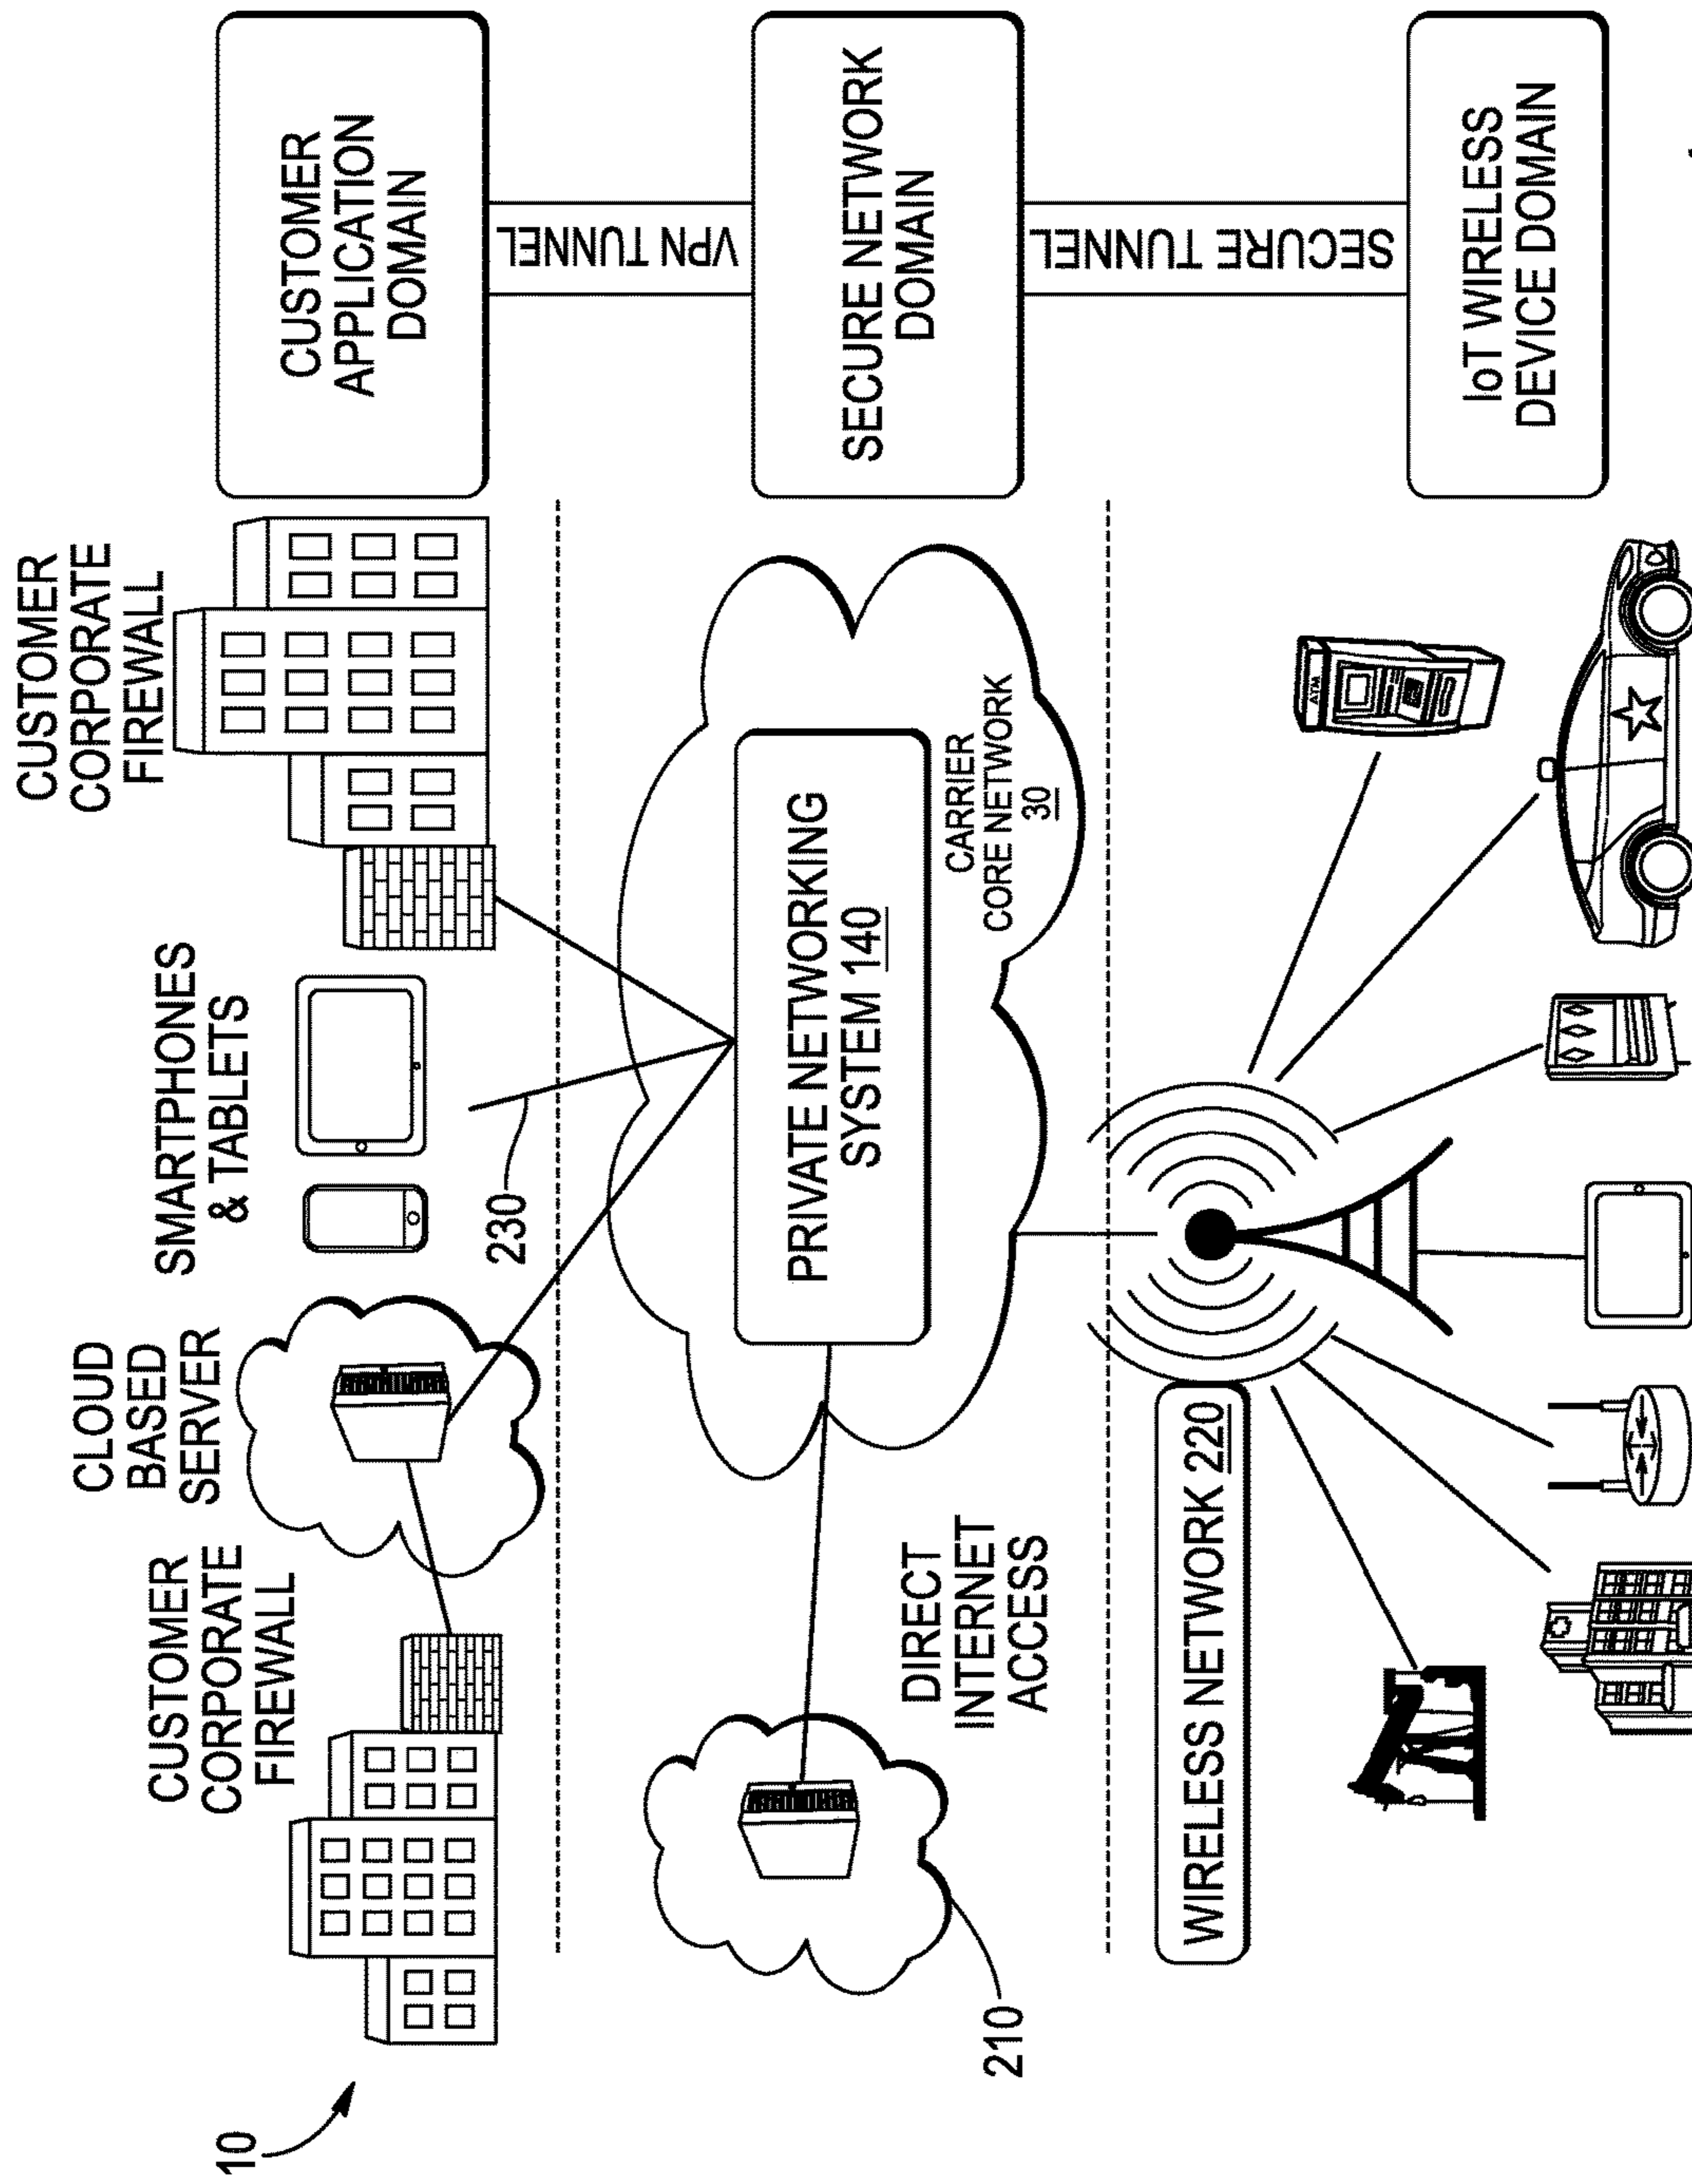 10
CUSTOMER
CORPORATE
FIREWALL
CLOUD
BASED
SERVER
SMARTPHONES
& TABLETS
CUSTOMER
CORPORATE
FIREWALL
CUSTOMER
APPLICATION
DOMAIN
230
VPN TUNNEL
PRIVATE NETWORKING
SYSTEM 140
CARRIER
CORE NETWORK
30
SECURE NETWORK
DOMAIN
DIRECT
INTERNET
ACCESS
210
SECURE TUNNEL
WIRELESS NETWORK 220
ATM
IoT WIRELESS
DEVICE DOMAIN